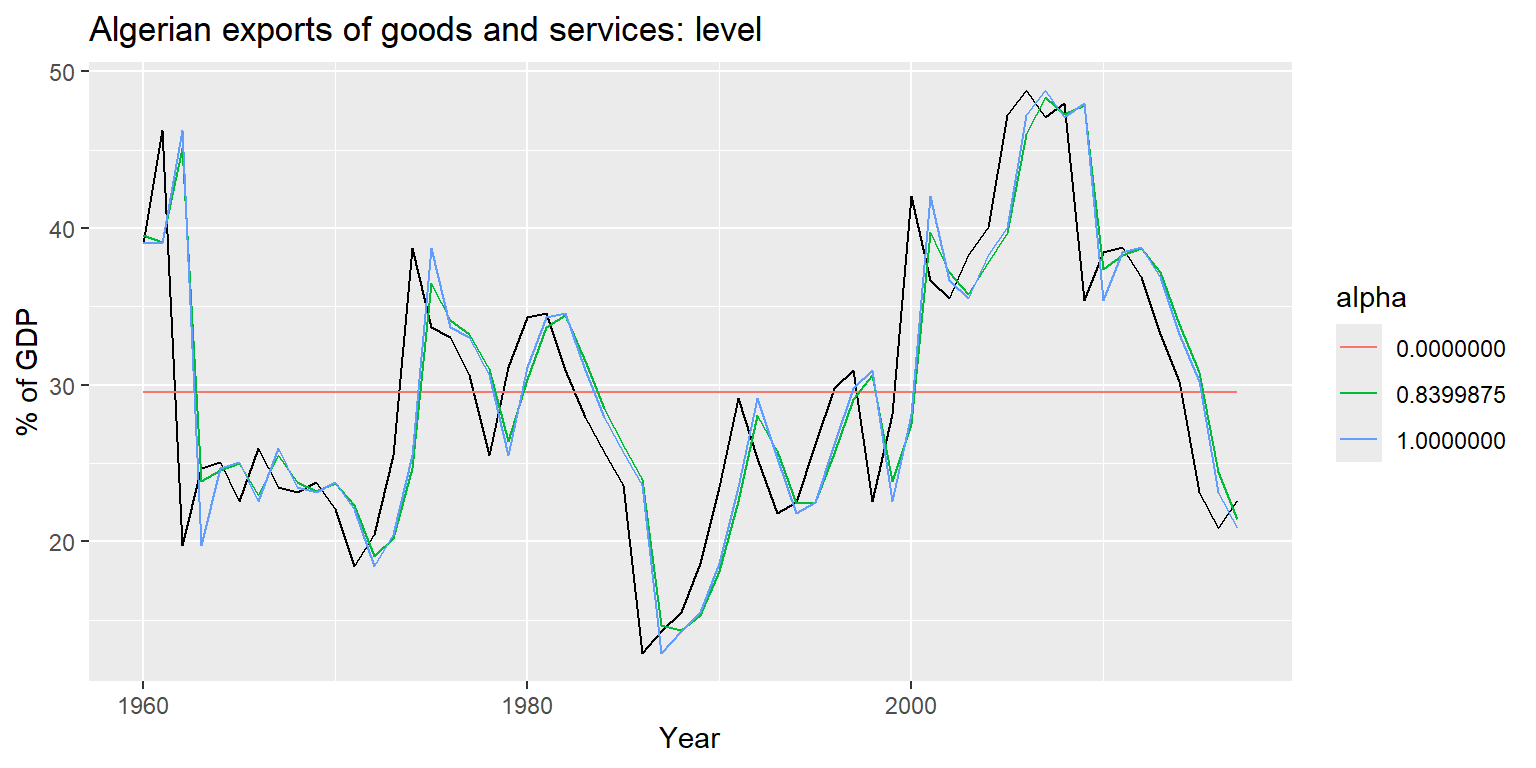 Algerian exports of goods and services: level
50
40
30
20
% of GDP
1960
1980
2000
Year
alpha
0.0000000
0.8399875
1.0000000